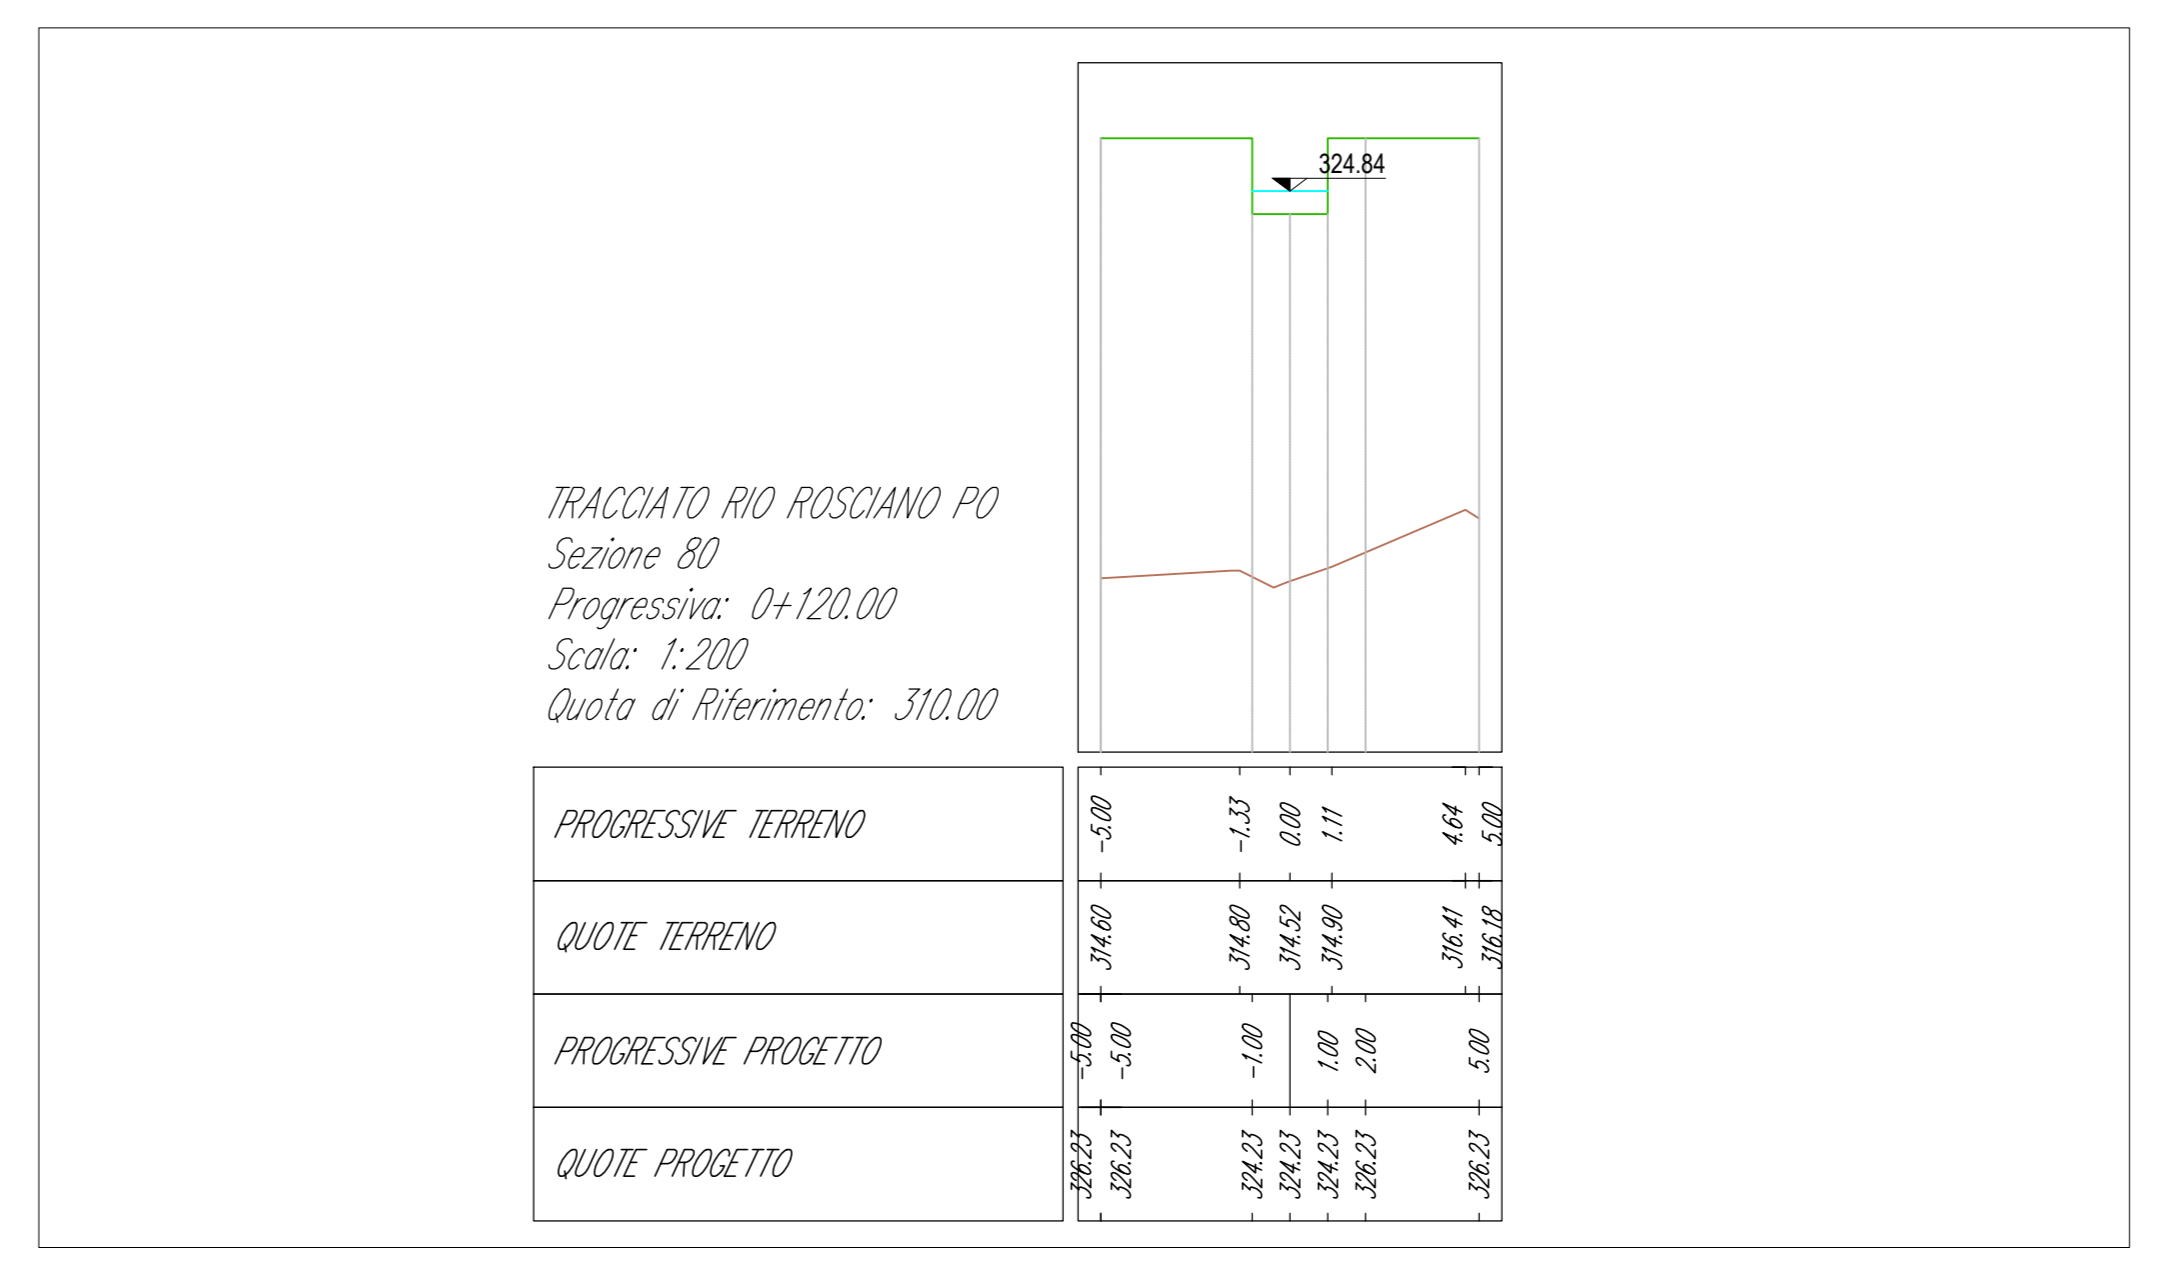 324.84
TRACCIATO RIO ROSCIANO PO
Sezione 80
Progressiva: 0+120.00
Scala: 1:200
Quota di Riferimento: 310.00
PROGRESSIVE TERRENO -5.00 -1.33 0.00 1.11 4.64 5.00
QUOTE TERRENO 314.60 314.80 314.52 314.90 316.41 316.18
PROGRESSIVE PROGETTO -5.00 -5.00 -1.00 1.00 2.00 5.00
QUOTE PROGETTO 326.23 326.23 324.23 324.23 324.23 326.23 326.23